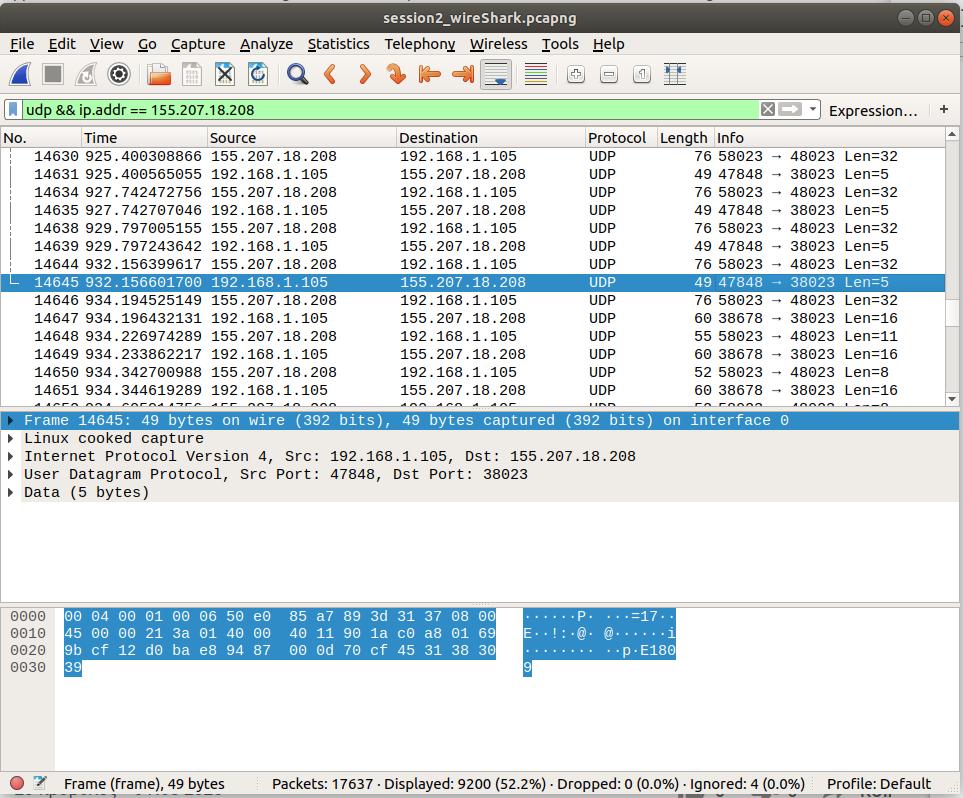 session2_wireShark.pcapng
File Edit View Go Capture Analyze Statistics Telephony Wireless Tools Help
udp && ip.addr == 155.207.18.208 Expression… +
No. Time Source Destination Protocol Length Info
14630 925.400308866 155.207.18.208 192.168.1.105 UDP 76 58023 → 48023 Len=32
14631 925.400565055 192.168.1.105 155.207.18.208 UDP 49 47848 → 38023 Len=5
14634 927.742472756 155.207.18.208 192.168.1.105 UDP 76 58023 → 48023 Len=32
14635 927.742707046 192.168.1.105 155.207.18.208 UDP 49 47848 → 38023 Len=5
14638 929.797005155 155.207.18.208 192.168.1.105 UDP 76 58023 → 48023 Len=32
14639 929.797243642 192.168.1.105 155.207.18.208 UDP 49 47848 → 38023 Len=5
14644 932.156399617 155.207.18.208 192.168.1.105 UDP 76 58023 → 48023 Len=32
14645 932.156601700 192.168.1.105 155.207.18.208 UDP 49 47848 → 38023 Len=5
14646 934.194525149 155.207.18.208 192.168.1.105 UDP 76 58023 → 48023 Len=32
14647 934.196432131 192.168.1.105 155.207.18.208 UDP 60 38678 → 38023 Len=16
14648 934.226974289 155.207.18.208 192.168.1.105 UDP 55 58023 → 48023 Len=11
14649 934.233862217 192.168.1.105 155.207.18.208 UDP 60 38678 → 38023 Len=16
14650 934.342700988 155.207.18.208 192.168.1.105 UDP 52 58023 → 48023 Len=8
14651 934.344619289 192.168.1.105 155.207.18.208 UDP 60 38678 → 38023 Len=16
Frame 14645: 49 bytes on wire (392 bits), 49 bytes captured (392 bits) on interface 0
Linux cooked capture
Internet Protocol Version 4, Src: 192.168.1.105, Dst: 155.207.18.208
User Datagram Protocol, Src Port: 47848, Dst Port: 38023
Data (5 bytes)
0000 00 04 00 01 00 06 50 e0 85 a7 89 3d 31 37 08 00 ······P· ···=17··
0010 45 00 00 21 3a 01 40 00 40 11 90 1a c0 a8 01 69 E··!:·@· @······i
0020 9b cf 12 d0 ba e8 94 87 00 0d 70 cf 45 31 38 30 ········ ··p·E180
0030 39 9
Frame (frame), 49 bytes Packets: 17637 · Displayed: 9200 (52.2%) · Dropped: 0 (0.0%) · Ignored: 4 (0.0%) Profile: Default